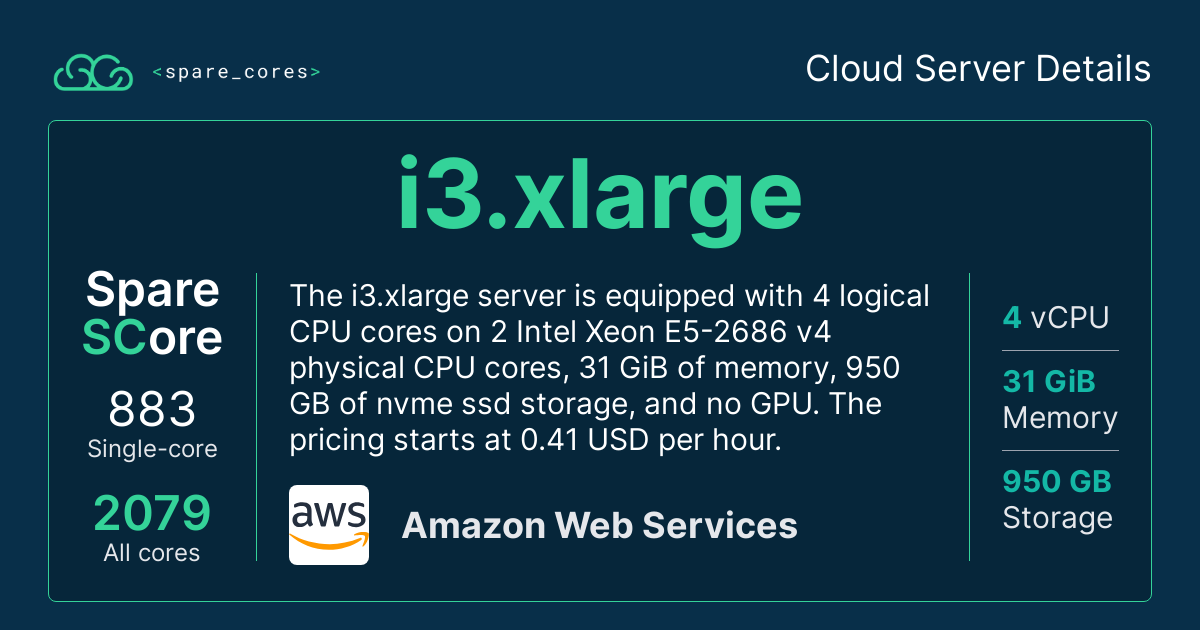 <spare_cores>
Cloud Server Details
i3.xlarge
Spare
SCore
883
Single-core
2079
All cores
The i3.xlarge server is equipped with 4 logical
CPU cores on 2 Intel Xeon E5-2686 v4
physical CPU cores, 31 GiB of memory, 950
GB of nvme ssd storage, and no GPU. The
pricing starts at 0.41 USD per hour.
aws
Amazon Web Services
4 vCPU
31 GiB
Memory
950 GB
Storage